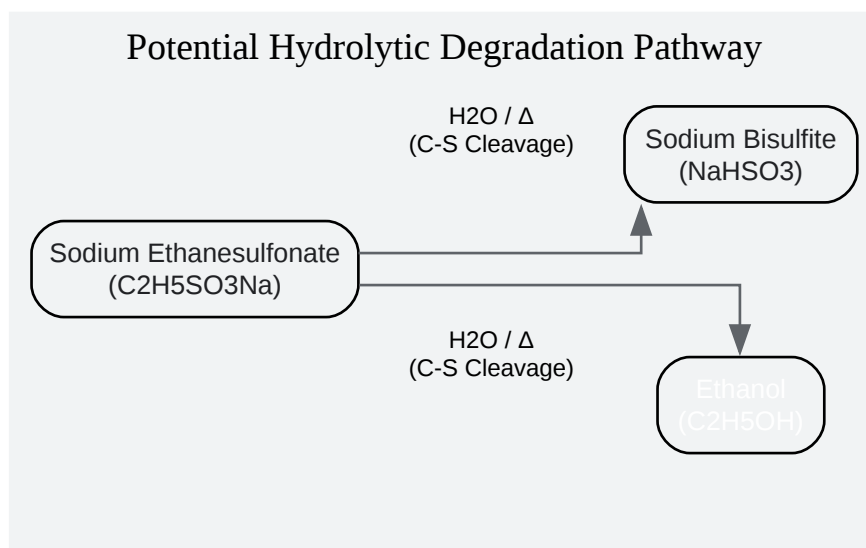 Potential Hydrolytic Degradation Pathway
H2O / Δ
(C-S Cleavage)
Sodium Bisulfite
(NaHSO3)
Sodium Ethanesulfonate
(C2H5SO3Na)
H2O / Δ
(C-S Cleavage)
Ethanol
(C2H5OH)